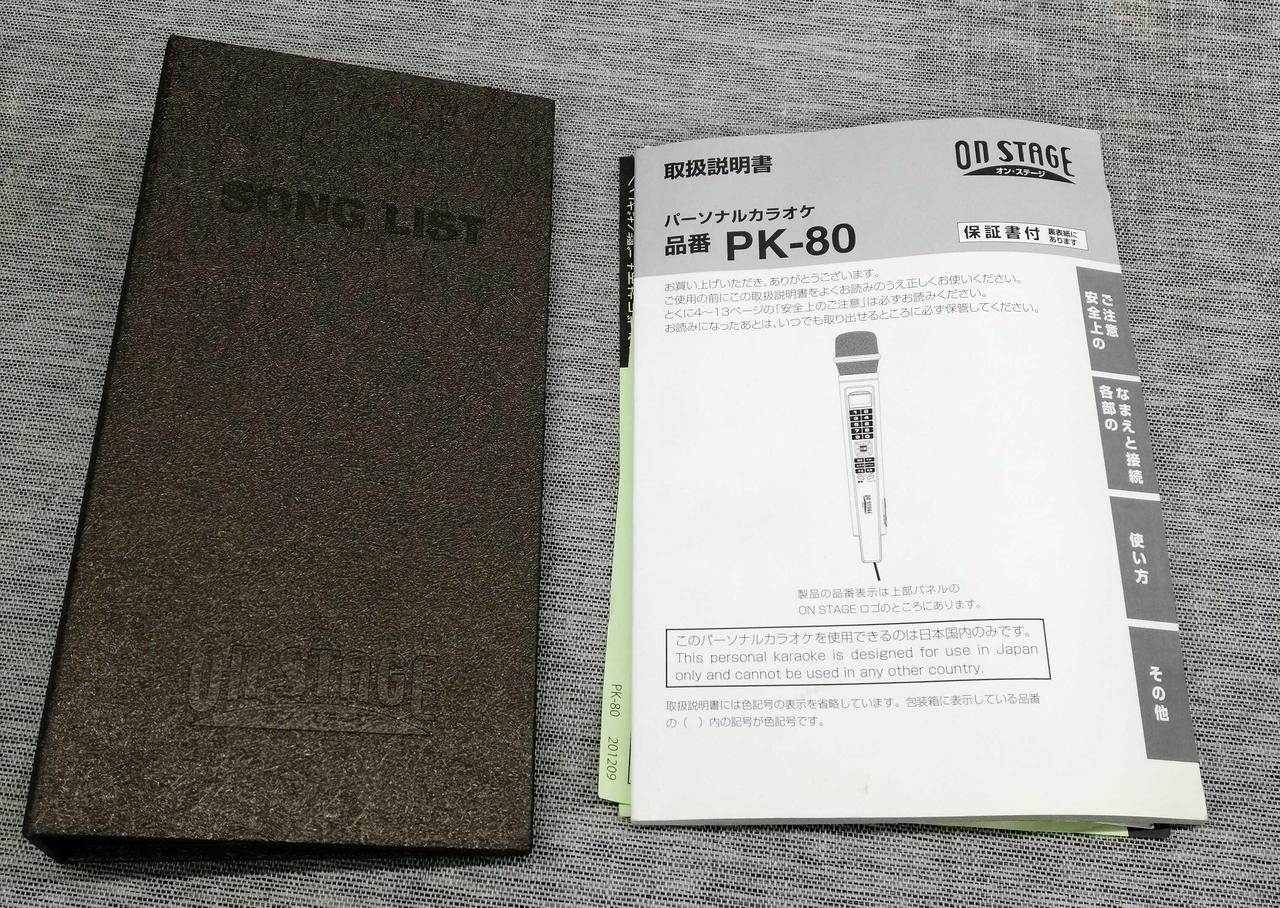 SONG LIST
ON STAGE
取扱説明書
ON STAGE
オン・ステージ
パーソナルカラオケ
品番 PK-80
保証書付 裏表紙に
あります
お買い上げいただき、ありがとうございます。
ご使用の前にこの取扱説明書をよくお読みのうえ正しくお使いください。
とくに4～13ページの「安全上のご注意」は必ずお読みください。
お読みになったあとは、いつでも取り出せるところに必ず保管してください。
安全上の
ご注意
各部の
なまえと接続
使い方
その他
製品の品番表示は上部パネルの
ON STAGE ロゴのところにあります。
このパーソナルカラオケを使用できるのは日本国内のみです。
This personal karaoke is designed for use in Japan
only and cannot be used in any other country.
取扱説明書には色記号の表示を省略しています。包装箱に表示している品番
の（　）内の記号が色記号です。
PK-80 201209